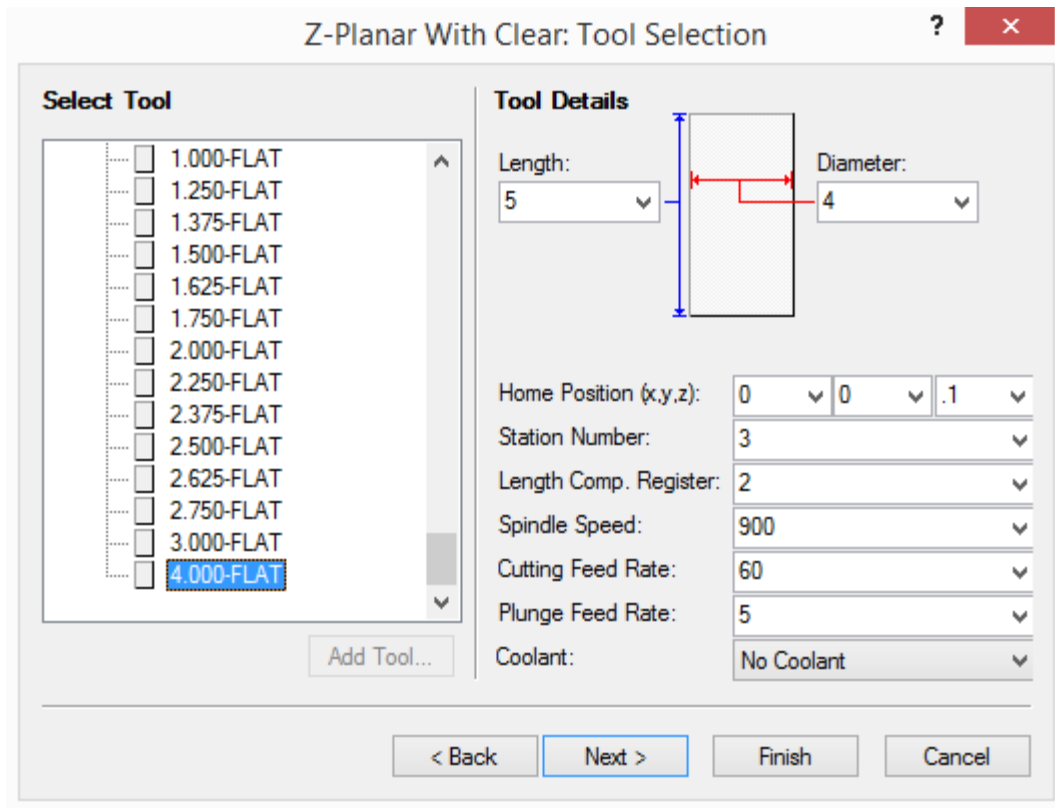 Z-Planar With Clear: Tool Selection
?
Select Tool
1.000-FLAT
1.250-FLAT
1.375-FLAT
1.500-FLAT
1.625-FLAT
1.750-FLAT
2.000-FLAT
2.250-FLAT
2.375-FLAT
2.500-FLAT
2.625-FLAT
2.750-FLAT
3.000-FLAT
4.000-FLAT
Add Tool...
Tool Details
Length:
5
Diameter:
4
Home Position (x,y,z): 0 0 .1
Station Number: 3
Length Comp. Register: 2
Spindle Speed: 900
Cutting Feed Rate: 60
Plunge Feed Rate: 5
Coolant: No Coolant
< Back Next > Finish Cancel